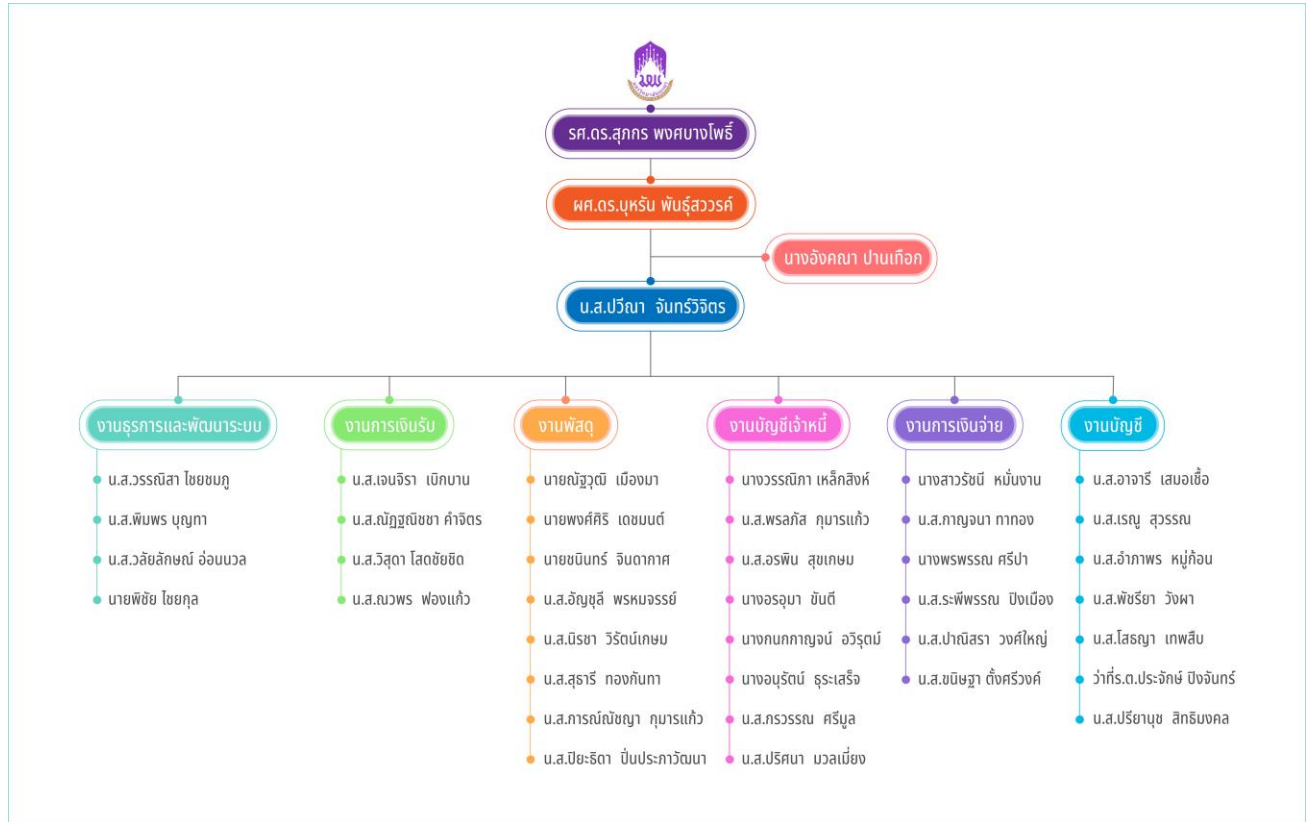 มพ
รศ.ดร.สุภกร พงศบางโพธิ์
ผศ.ดร.บุหรัน พันธุ์สววรค์
นางอังคณา ปานเทือก
น.ส.ปวีณา จันทร์วิจิตร
งานธุรการและพัฒนาระบบ
น.ส.วรรณิสา ไชยชมภู
น.ส.พิมพร บุญทา
น.ส.วลัยลักษณ์ อ่อนนวล
นายพิชัย ไชยกุล
งานการเงินรับ
น.ส.เจนจิรา เบิกบาน
น.ส.ณัฏฐณิชชา คำจิตร
น.ส.วิสุดา โสดชัยชิด
น.ส.ณวพร ฟองแก้ว
งานพัสดุ
นายณัฐวุฒิ เมืองมา
นายพงศ์ศิริ เดชมนต์
นายชนินทร์ จินดากาศ
น.ส.อัญชุลี พรหมจรรย์
น.ส.นิรชา วิรัตน์เกษม
น.ส.สุธารี ทองกันทา
น.ส.ภารณ์ณัชญา กุมารแก้ว
น.ส.ปิยะธิดา ปิ่นประภาวัฒนา
งานบัญชีเจ้าหนี้
นางวรรณิภา เหล็กสิงห์
น.ส.พรลภัส กุมารแก้ว
น.ส.อรพิน สุขเกษม
นางอรอุมา ขันตี
นางกนกกาญจน์ อวิรุตม์
นางอนุรัตน์ ธุระเสร็จ
น.ส.กรวรรณ ศรีมูล
น.ส.ปริศนา มวลเมี่ยง
งานการเงินจ่าย
นางสาวรัชนี หมั่นงาน
น.ส.กาญจนา ทาทอง
นางพรพรรณ ศรีปา
น.ส.ระพีพรรณ ปิงเมือง
น.ส.ปาณิสรา วงศ์ใหญ่
น.ส.ขนิษฐา ตั้งศรีวงค์
งานบัญชี
น.ส.อาจารี เสมอเชื้อ
น.ส.เรณู สุวรรณ
น.ส.อำภาพร หมู่ก้อน
น.ส.พัชรียา วังผา
น.ส.โสธญา เทพสืบ
ว่าที่ร.ต.ประจักษ์ ปิงจันทร์
น.ส.ปรียานุช สิทธิมงคล